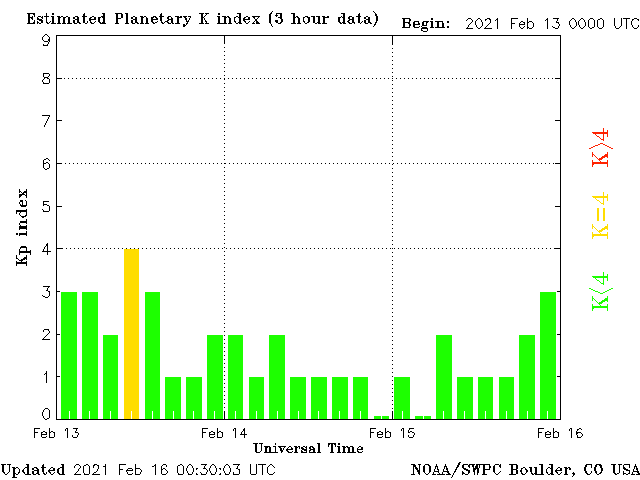 Estimated Planetary K index (3 hour data)
Begin: 2021 Feb 13 0000 UTC
9
8
7
6
5
4
3
2
1
0
Kp index
K>4
K=4
K<4
Feb 13
Feb 14
Feb 15
Feb 16
Universal Time
Updated 2021 Feb 16 00:30:03 UTC
NOAA/SWPC Boulder, CO USA